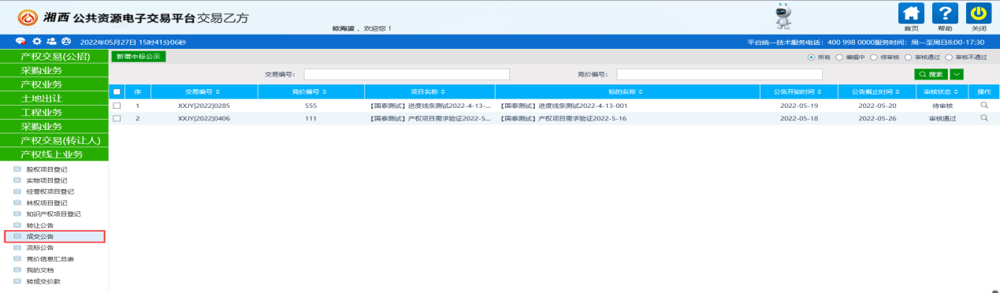 湘西 公共资源电子交易平台交易乙方
欧海波，欢迎您！
首页 帮助 关闭
2022年05月27日 15时41分06秒
平台统一技术服务电话：400 998 0000服务时间：周一至周日8:00-17:30
产权交易(公招)
采购业务
产权业务
土地出让
工程业务
采购业务
产权交易(转让人)
产权线上业务
股权项目登记
实物项目登记
经营权项目登记
林权项目登记
知识产权项目登记
转让公告
成交公告
流标公告
竞价信息汇总表
我的文档
转成交价款
新增中标公示
所有 编辑中 待审核 审核通过 审核不通过
交易编号： 竞价编号： 搜索
序 交易编号 竞价编号 项目名称 标的名称 公告开始时间 公告截止时间 审核状态 操作
1 XXJY[2022]0285 555 【国泰测试】进度线条测试2022-4-13-... 【国泰测试】进度线条测试2022-4-13-001 2022-05-19 2022-05-20 待审核
2 XXJY[2022]0406 111 【国泰测试】产权项目需求验证2022-5... 【国泰测试】产权项目需求验证2022-5-16 2022-05-18 2022-05-26 审核通过